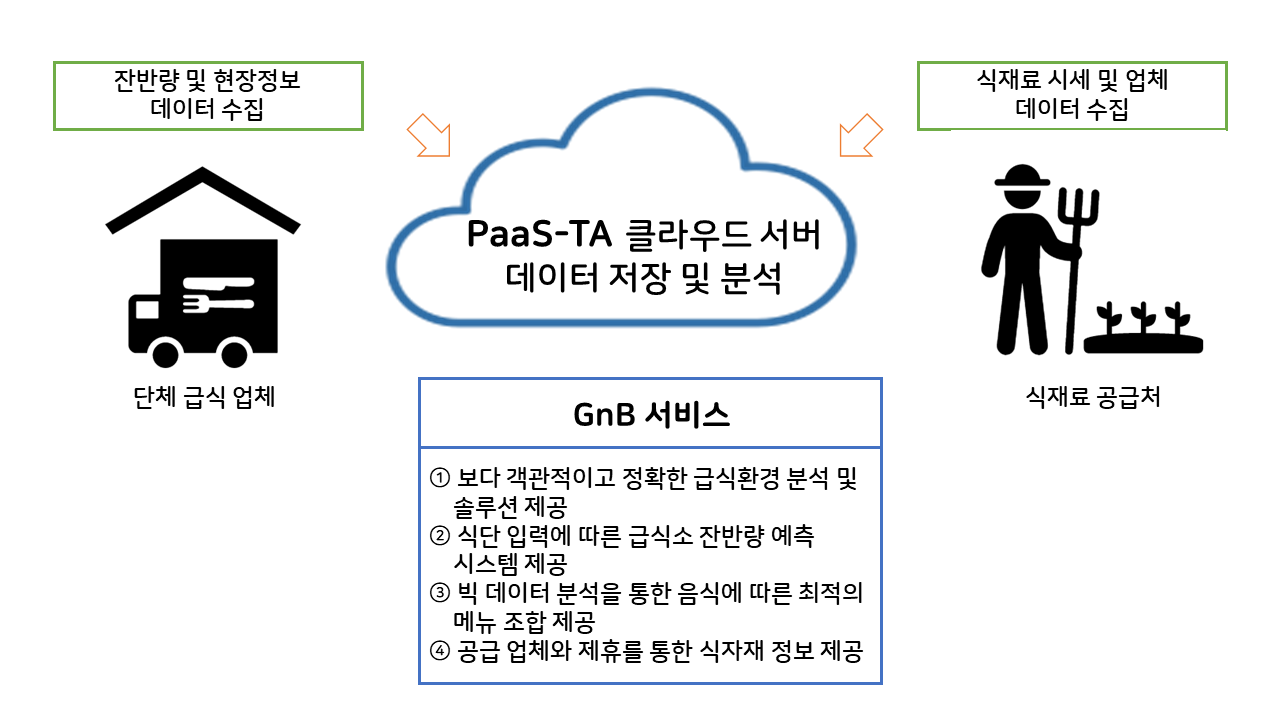 잔반량 및 현장정보
데이터 수집
식재료 시세 및 업체
데이터 수집
PaaS-TA 클라우드 서버
데이터 저장 및 분석
단체 급식 업체
식재료 공급처
GnB 서비스
① 보다 객관적이고 정확한 급식환경 분석 및
솔루션 제공
② 식단 입력에 따른 급식소 잔반량 예측
시스템 제공
③ 빅 데이터 분석을 통한 음식에 따른 최적의
메뉴 조합 제공
④ 공급 업체와 제휴를 통한 식자재 정보 제공